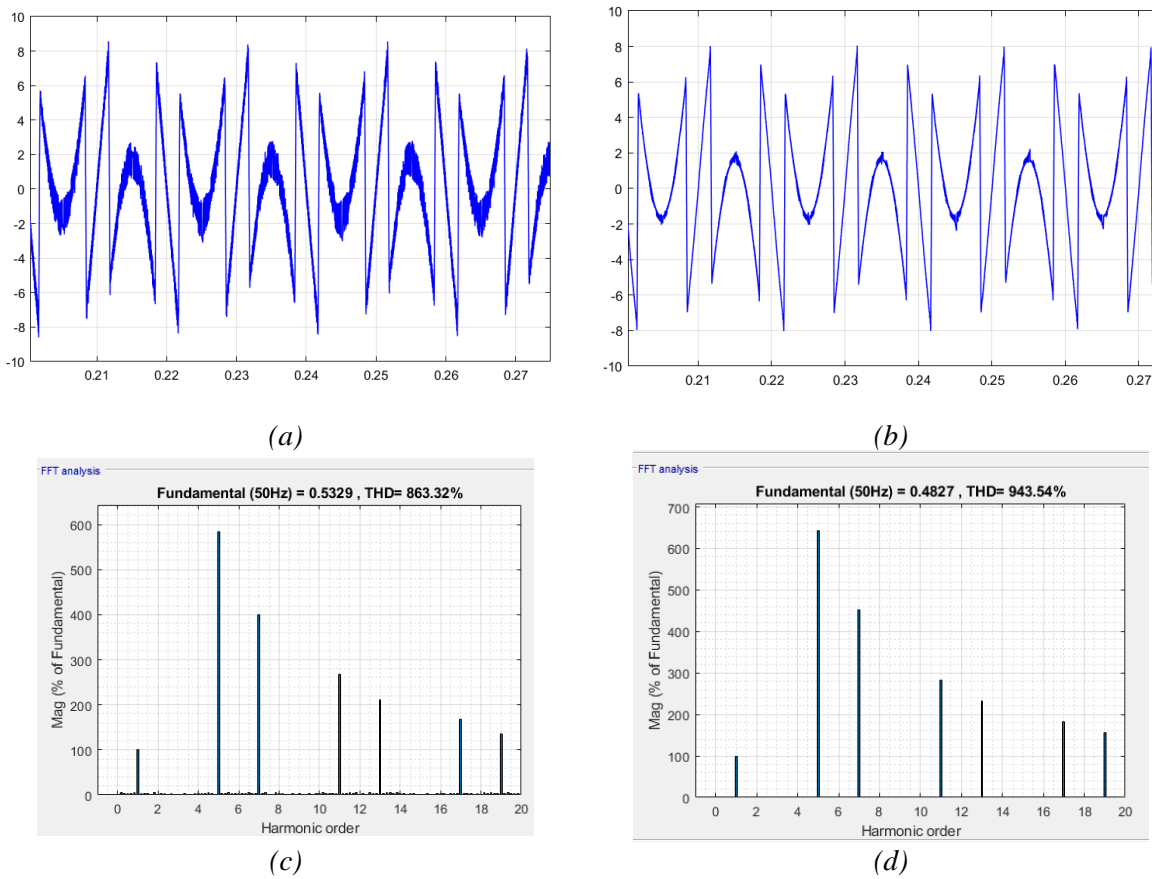 10
8
6
4
2
0
-2
-4
-6
-8
-10
0.21 0.22 0.23 0.24 0.25 0.26 0.27
(a)
10
8
6
4
2
0
-2
-4
-6
-8
-10
0.21 0.22 0.23 0.24 0.25 0.26 0.27
(b)
FFT analysis
Fundamental (50Hz) = 0.5329 , THD= 863.32%
Mag (% of Fundamental)
600
500
400
300
200
100
0
0 2 4 6 8 10 12 14 16 18 20
Harmonic order
(c)
FFT analysis
Fundamental (50Hz) = 0.4827 , THD= 943.54%
Mag (% of Fundamental)
700
600
500
400
300
200
100
0
0 2 4 6 8 10 12 14 16 18 20
Harmonic order
(d)